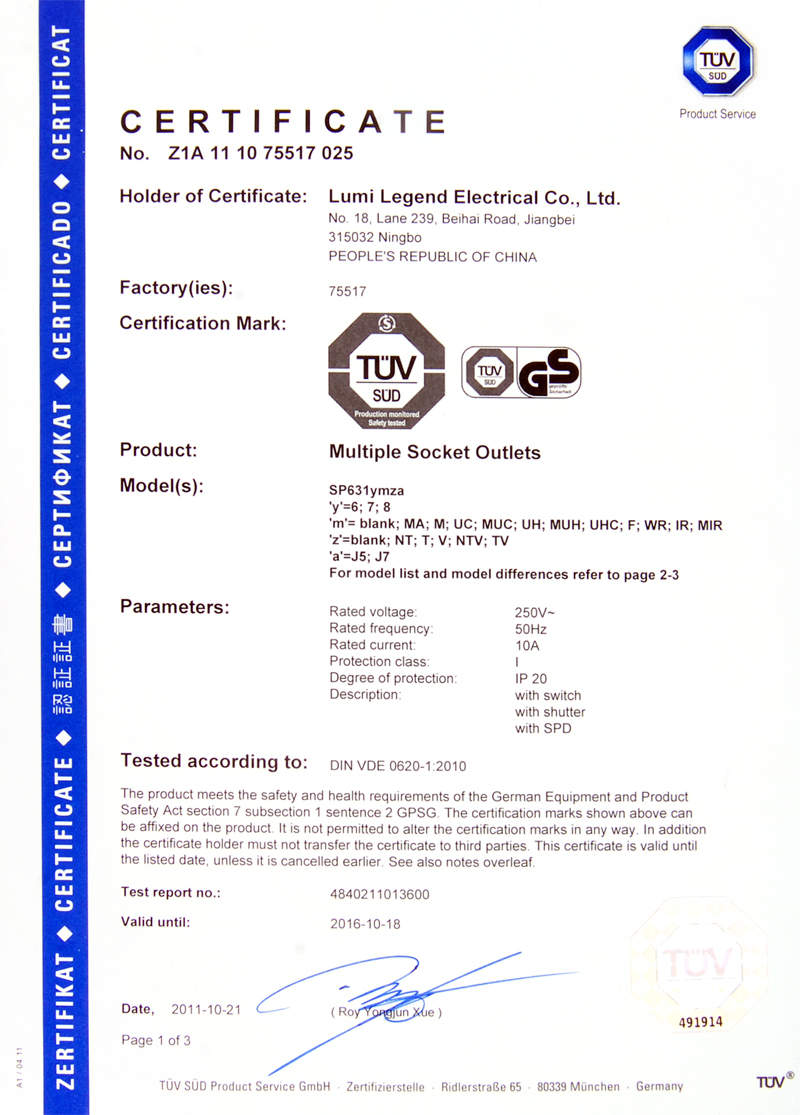 ZERTIFIKAT ◆ CERTIFICATE ◆ 認証証書 ◆ СЕРТИФИКАТ ◆ CERTIFICADO ◆ CERTIFICAT
TÜV
SÜD
Product Service
CERTIFICATE
No. Z1A 11 10 75517 025
Holder of Certificate: Lumi Legend Electrical Co., Ltd.
No. 18, Lane 239, Beihai Road, Jiangbei
315032 Ningbo
PEOPLE'S REPUBLIC OF CHINA
Factory(ies): 75517
Certification Mark:
S
TÜV
SÜD
Production monitored
Safety tested
TÜV
SÜD
GS
geprüfte
Sicherheit
Product: Multiple Socket Outlets
Model(s): SP631ymza
'y'=6; 7; 8
'm'= blank; MA; M; UC; MUC; UH; MUH; UHC; F; WR; IR; MIR
'z'=blank; NT; T; V; NTV; TV
'a'=J5; J7
For model list and model differences refer to page 2-3
Parameters: Rated voltage: 250V~
Rated frequency: 50Hz
Rated current: 10A
Protection class: I
Degree of protection: IP 20
Description: with switch
with shutter
with SPD
Tested according to: DIN VDE 0620-1:2010
The product meets the safety and health requirements of the German Equipment and Product
Safety Act section 7 subsection 1 sentence 2 GPSG. The certification marks shown above can
be affixed on the product. It is not permitted to alter the certification marks in any way. In addition
the certificate holder must not transfer the certificate to third parties. This certificate is valid until
the listed date, unless it is cancelled earlier. See also notes overleaf.
Test report no.: 4840211013600
Valid until: 2016-10-18
TÜV
491914
Date, 2011-10-21
( Roy Yongjun Xue )
Page 1 of 3
A1 / 04.11
TÜV SÜD Product Service GmbH · Zertifizierstelle · Ridlerstraße 65 · 80339 München · Germany
TÜV®